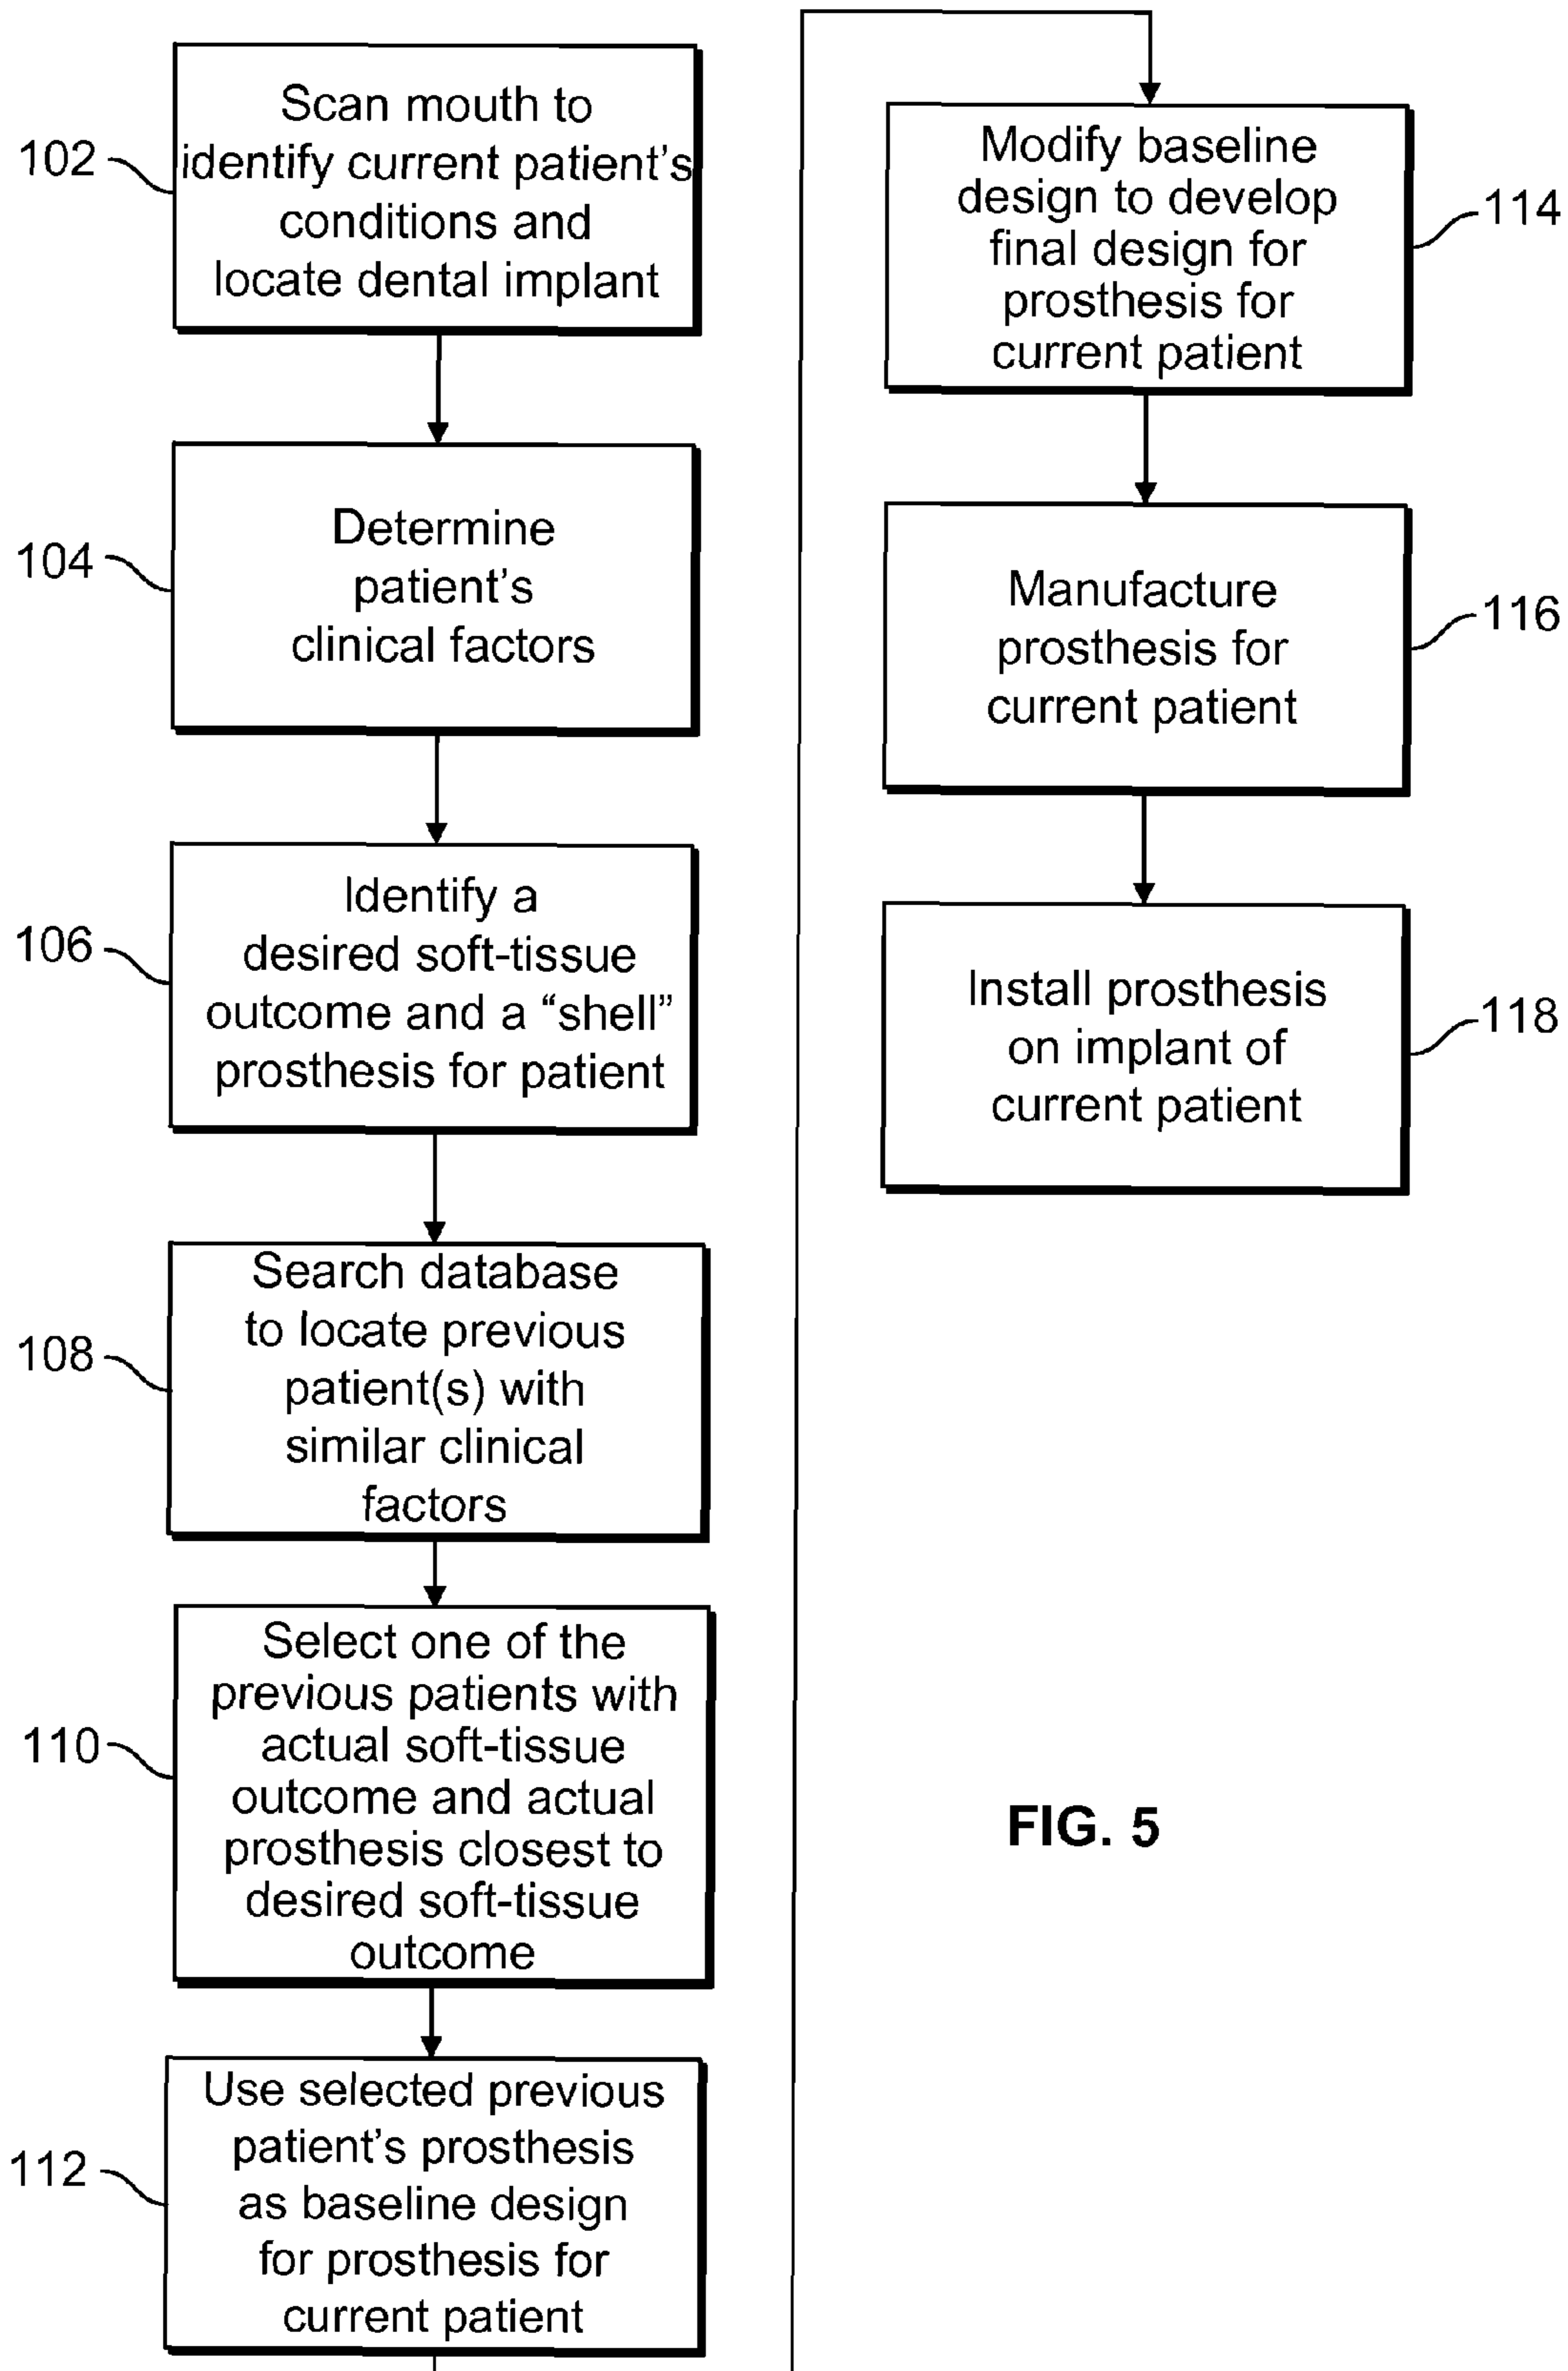 102
Scan mouth to
identify current patient's
conditions and
locate dental implant
104
Determine
patient's
clinical factors
106
Identify a
desired soft-tissue
outcome and a “shell”
prosthesis for patient
108
Search database
to locate previous
patient(s) with
similar clinical
factors
110
Select one of the
previous patients with
actual soft-tissue
outcome and actual
prosthesis closest to
desired soft-tissue
outcome
112
Use selected previous
patient's prosthesis
as baseline design
for prosthesis for
current patient
Modify baseline
design to develop
final design for
prosthesis for
current patient
114
Manufacture
prosthesis for
current patient
116
Install prosthesis
on implant of
current patient
118
FIG. 5